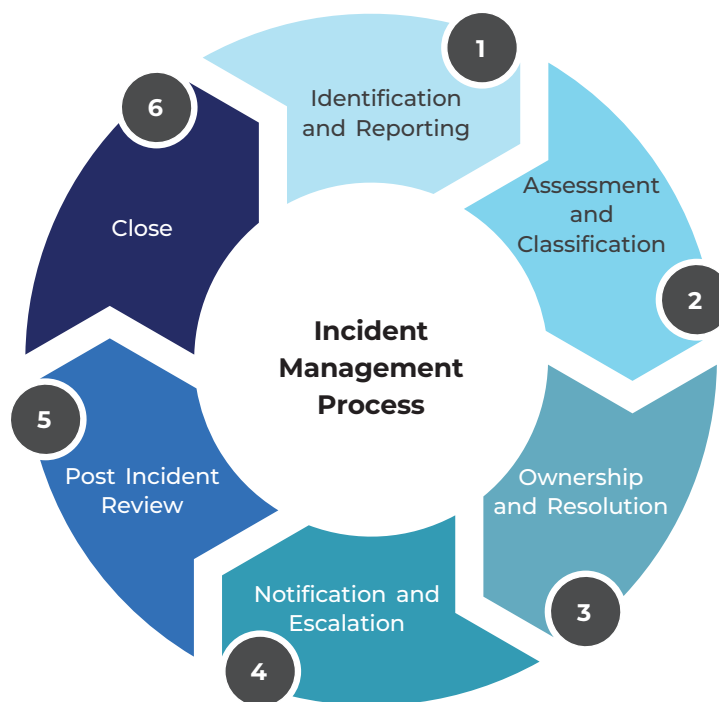 1
Identification
and Reporting
2
Assessment
and
Classification
3
Ownership
and Resolution
4
Notification and
Escalation
5
Post Incident
Review
6
Close
Incident
Management
Process